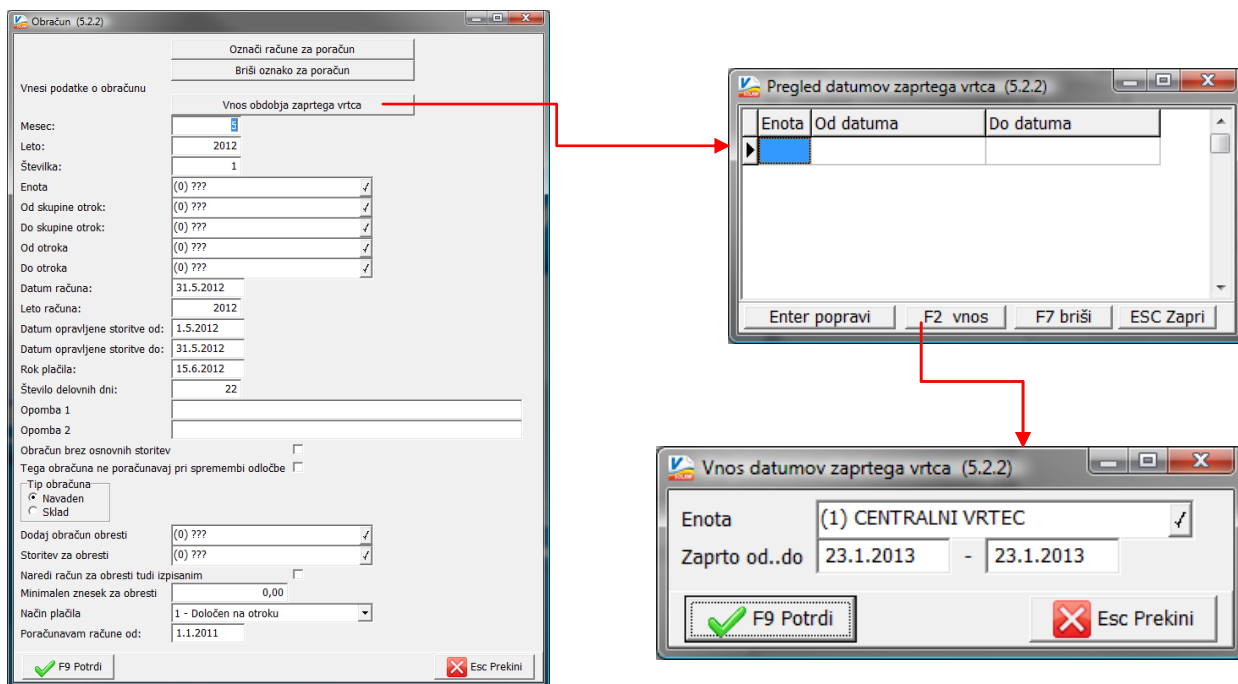 Obračun (5.2.2)
Označi račune za poračun
Briši oznako za poračun
Vnesi podatke o obračunu
Vnos obdobja zaprtega vrtca
Mesec: 5
Leto: 2012
Številka: 1
Enota (0) ???
Od skupine otrok: (0) ???
Do skupine otrok: (0) ???
Od otroka (0) ???
Do otroka (0) ???
Datum računa: 31.5.2012
Leto računa: 2012
Datum opravljene storitve od: 1.5.2012
Datum opravljene storitve do: 31.5.2012
Rok plačila: 15.6.2012
Število delovnih dni: 22
Opomba 1
Opomba 2
Obračun brez osnovnih storitev
Tega obračuna ne poračunavaj pri spremembi odločbe
Tip obračuna
Navaden
Sklad
Dodaj obračun obresti (0) ???
Storitev za obresti (0) ???
Naredi račun za obresti tudi izpisanim
Minimalen znesek za obresti 0,00
Način plačila 1 - Določen na otroku
Poračunavam račune od: 1.1.2011
F9 Potrdi Esc Prekini
Pregled datumov zaprtega vrtca (5.2.2)
Enota Od datuma Do datuma
Enter popravi F2 vnos F7 briši ESC Zapri
Vnos datumov zaprtega vrtca (5.2.2)
Enota (1) CENTRALNI VRTEC
Zaprto od..do 23.1.2013 - 23.1.2013
F9 Potrdi Esc Prekini